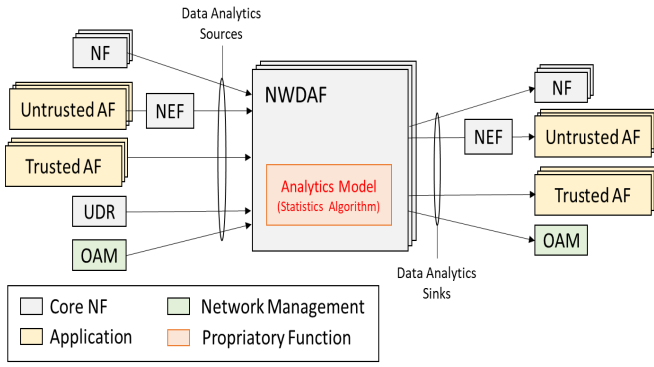 Data Analytics
Sources
NF
Untrusted AF
NEF
Trusted AF
UDR
OAM
NWDAF
Analytics Model
(Statistics Algorithm)
NF
NEF
Untrusted AF
Trusted AF
OAM
Data Analytics
Sinks
Core NF
Network Management
Application
Propriatory Function